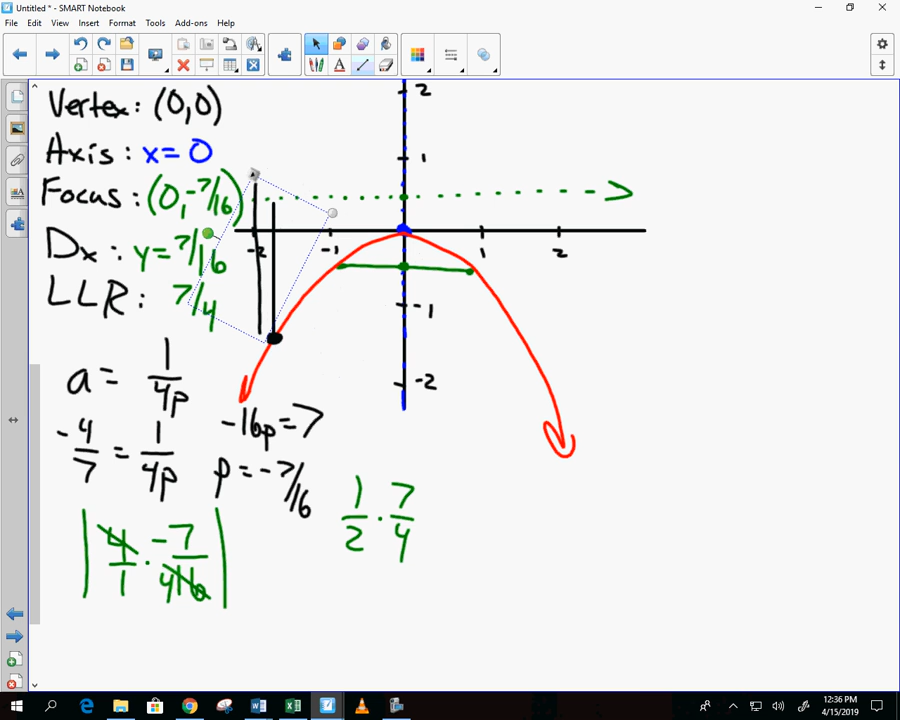 Untitled * - SMART Notebook
File Edit View Insert Format Tools Add-ons Help
Vertex: (0,0)
Axis: x=0
Focus: (0,-7/16)
Dx: y=7/16
LLR: 7/4
a = 1/4p
-4/7 = 1/4p
-16p=7
p=-7/16
|4/1 · -7/416|
1/2 · 7/4
2
1
-2 -1 1 2
-1
-2
12:36 PM
4/15/2019